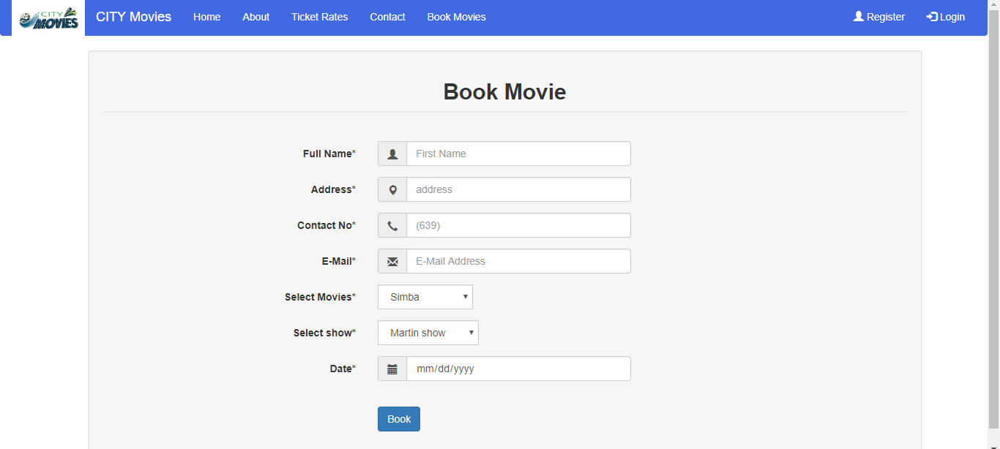 CITY MOVIES
CITY Movies Home About Ticket Rates Contact Book Movies Register Login
Book Movie
Full Name* First Name
Address* address
Contact No* (639)
E-Mail* E-Mail Address
Select Movies* Simba
Select show* Martin show
Date* mm/dd/yyyy
Book